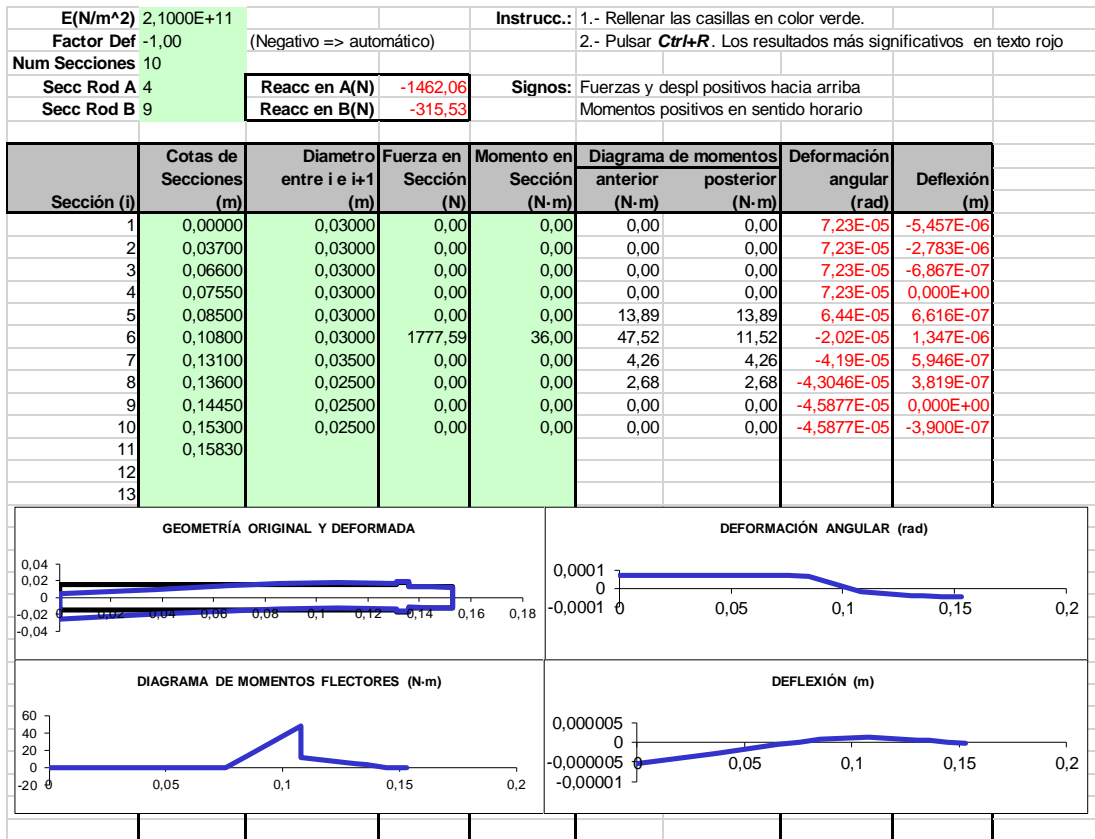 E(N/m^2) 2,1000E+11 Instrucc.: 1.- Rellenar las casillas en color verde.
Factor Def -1,00 (Negativo => automático) 2.- Pulsar Ctrl+R. Los resultados más significativos en texto rojo
Num Secciones 10
Secc Rod A 4 Reacc en A(N) -1462,06 Signos: Fuerzas y despl positivos hacia arriba
Secc Rod B 9 Reacc en B(N) -315,53 Momentos positivos en sentido horario
Cotas de Diametro Fuerza en Momento en Diagrama de momentos Deformación
Secciones entre i e i+1 Sección Sección anterior posterior angular Deflexión
Sección (i) (m) (m) (N) (N·m) (N·m) (N·m) (rad) (m)
1 0,00000 0,03000 0,00 0,00 0,00 0,00 7,23E-05 -5,457E-06
2 0,03700 0,03000 0,00 0,00 0,00 0,00 7,23E-05 -2,783E-06
3 0,06600 0,03000 0,00 0,00 0,00 0,00 7,23E-05 -6,867E-07
4 0,07550 0,03000 0,00 0,00 0,00 0,00 7,23E-05 0,000E+00
5 0,08500 0,03000 0,00 0,00 13,89 13,89 6,44E-05 6,616E-07
6 0,10800 0,03000 1777,59 36,00 47,52 11,52 -2,02E-05 1,347E-06
7 0,13100 0,03500 0,00 0,00 4,26 4,26 -4,19E-05 5,946E-07
8 0,13600 0,02500 0,00 0,00 2,68 2,68 -4,3046E-05 3,819E-07
9 0,14450 0,02500 0,00 0,00 0,00 0,00 -4,5877E-05 0,000E+00
10 0,15300 0,02500 0,00 0,00 0,00 0,00 -4,5877E-05 -3,900E-07
11 0,15830
12
13
GEOMETRÍA ORIGINAL Y DEFORMADA
0,04
0,02
0
-0,02
-0,04
0 0,02 0,04 0,06 0,08 0,1 0,12 0,14 0,16 0,18
DEFORMACIÓN ANGULAR (rad)
0,0001
0
-0,0001
0 0,05 0,1 0,15 0,2
DIAGRAMA DE MOMENTOS FLECTORES (N·m)
60
40
20
0
-20
0 0,05 0,1 0,15 0,2
DEFLEXIÓN (m)
0,000005
0
-0,000005
-0,00001
0 0,05 0,1 0,15 0,2